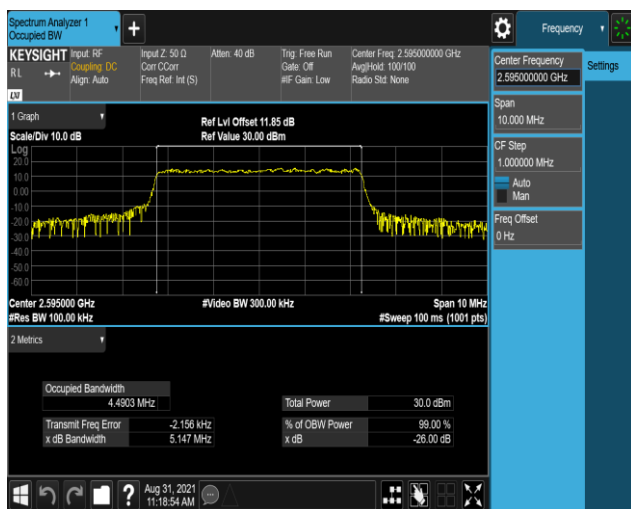 Spectrum Analyzer 1
Occupied BW
Frequency
KEYSIGHT
RL
LXI
Input: RF
Coupling: DC
Align: Auto
Input Z: 50 Ω
Corr CCorr
Freq Ref: Int (S)
Atten: 40 dB
Trig: Free Run
Gate: Off
#IF Gain: Low
Center Freq: 2.595000000 GHz
Avg|Hold: 100/100
Radio Std: None
Center Frequency
2.595000000 GHz
Settings
Span
10.000 MHz
CF Step
1.000000 MHz
Auto
Man
Freq Offset
0 Hz
1 Graph
Scale/Div 10.0 dB
Ref Lvl Offset 11.85 dB
Ref Value 30.00 dBm
Log
20.0
10.0
0.00
-10.0
-20.0
-30.0
-40.0
-50.0
-60.0
Center 2.595000 GHz
#Res BW 100.00 kHz
#Video BW 300.00 kHz
Span 10 MHz
#Sweep 100 ms (1001 pts)
2 Metrics
Occupied Bandwidth
4.4903 MHz
Total Power 30.0 dBm
Transmit Freq Error -2.156 kHz
% of OBW Power 99.00 %
x dB Bandwidth 5.147 MHz
x dB -26.00 dB
?
Aug 31, 2021
11:18:54 AM